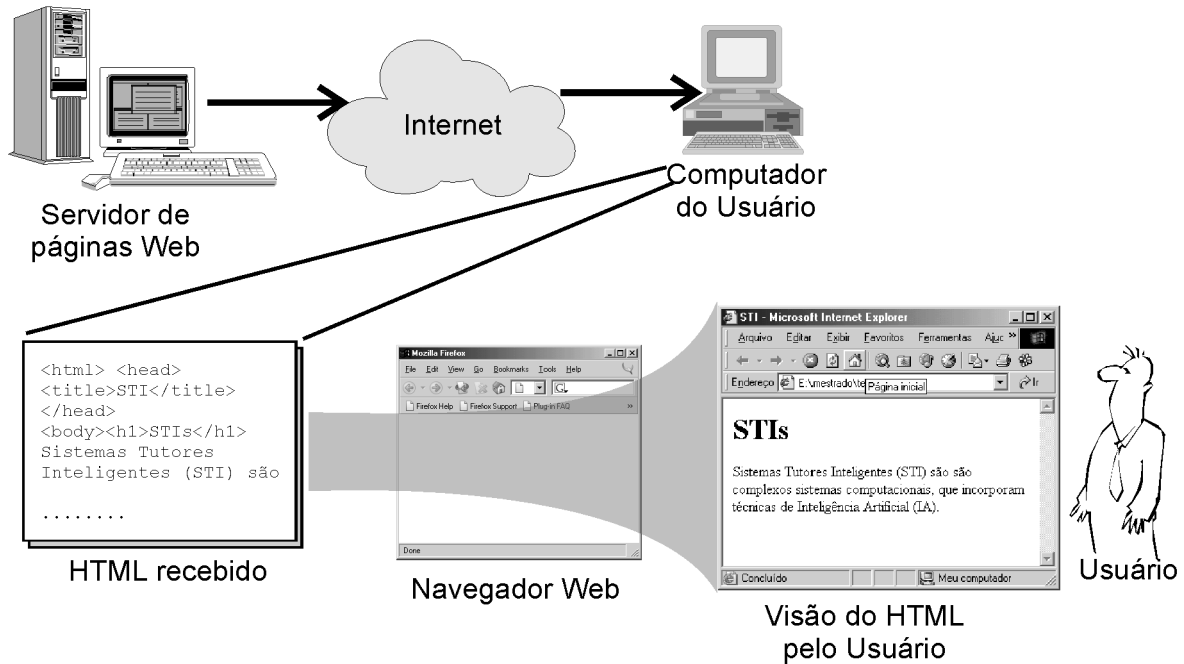 Internet
Servidor de
páginas Web
Computador
do Usuário
<html> <head>
<title>STI</title>
</head>
<body><h1>STIs</h1>
Sistemas Tutores
Inteligentes (STI) são
........
HTML recebido
Mozilla Firefox
File Edit View Go Bookmarks Tools Help
G
Firefox Help Firefox Support Plug-in FAQ »
Done
Navegador Web
STI - Microsoft Internet Explorer
Arquivo Editar Exibir Favoritos Ferramentas Ajuc »
Endereço E:\mestrado\te Página inicial Ir
STIs
Sistemas Tutores Inteligentes (STI) são são
complexos sistemas computacionais, que incorporam
técnicas de Inteligência Artificial (IA).
Concluído Meu computador
Visão do HTML
pelo Usuário
Usuário